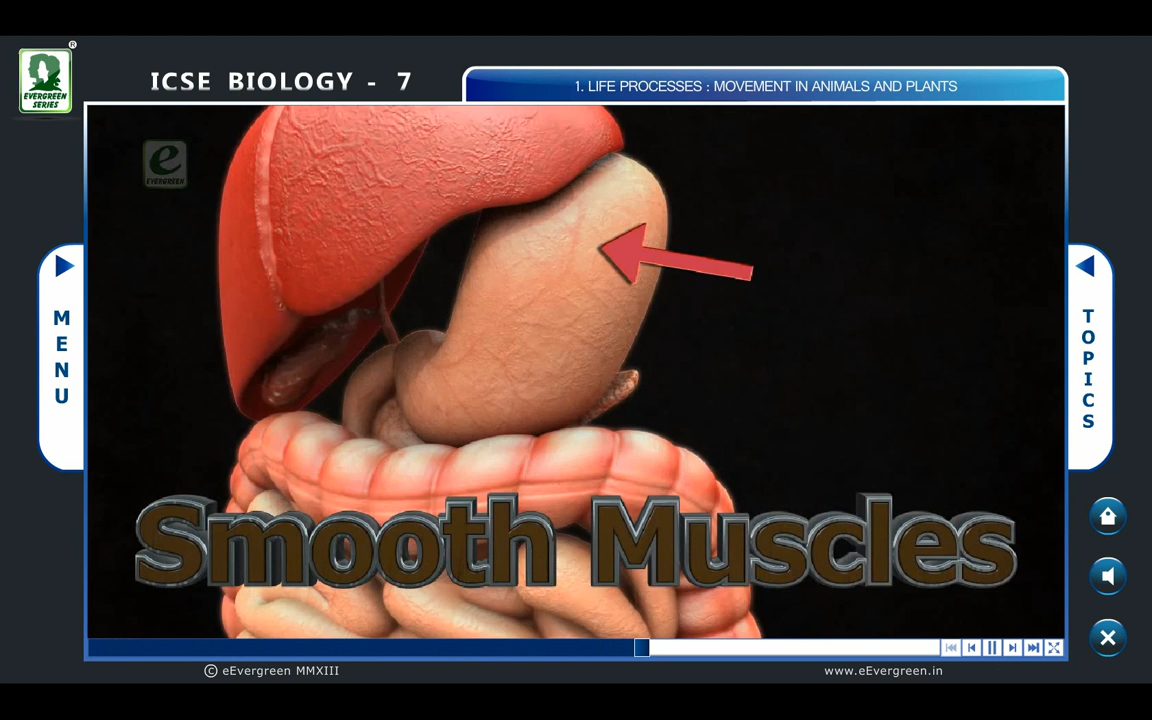 ®
EVERGREEN
SERIES
ICSE BIOLOGY - 7
1. LIFE PROCESSES : MOVEMENT IN ANIMALS AND PLANTS
e
EVERGREEN
MENU
TOPICS
Smooth Muscles
© eEvergreen MMXIII
www.eEvergreen.in